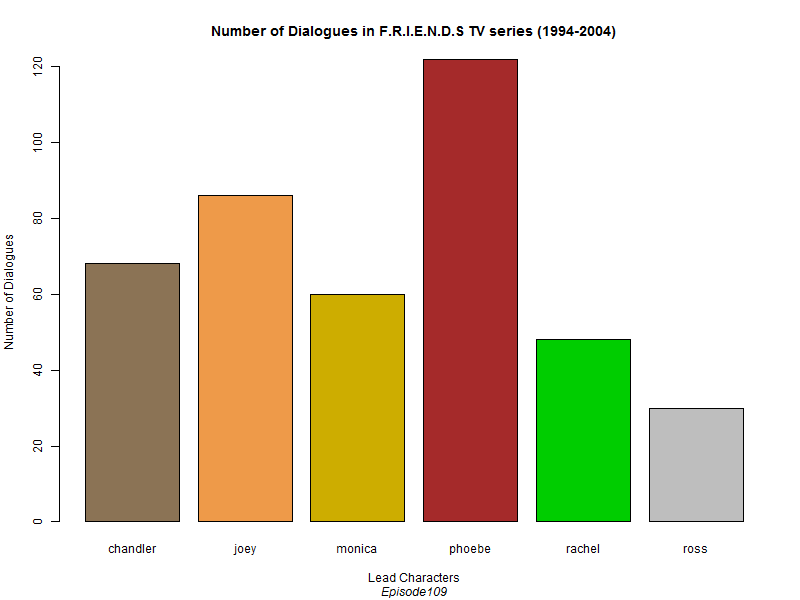 Number of Dialogues in F.R.I.E.N.D.S TV series (1994-2004)
Number of Dialogues
120
100
80
60
40
20
0
chandler joey monica phoebe rachel ross
Lead Characters
Episode109